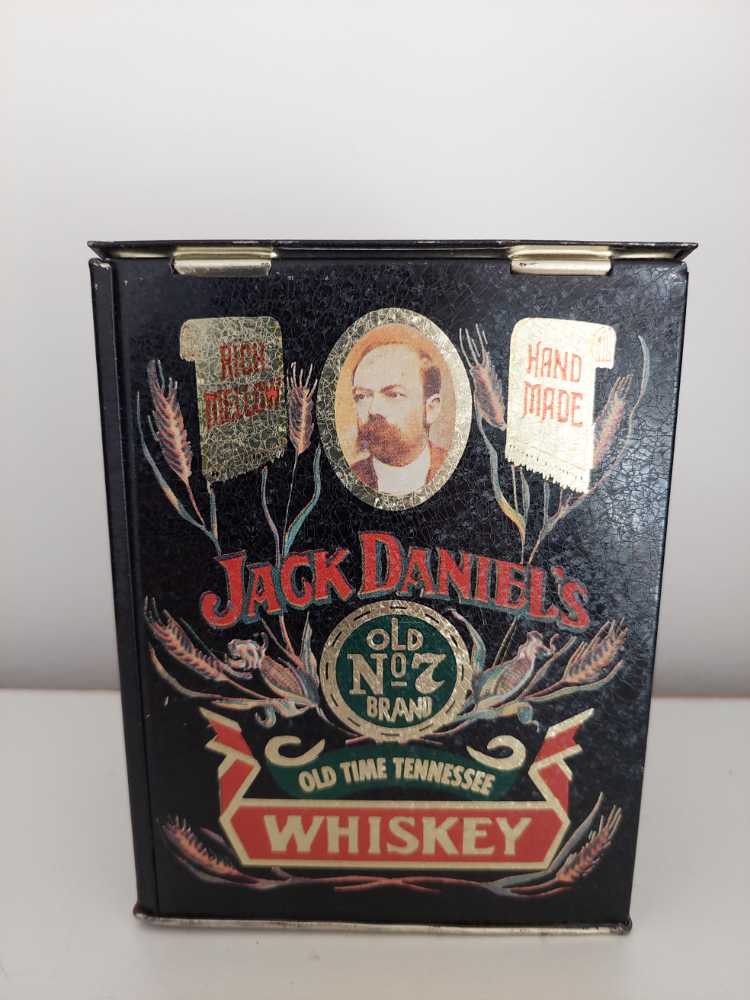 RICH
MELLOW
HAND
MADE
JACK DANIEL'S
OLD
No 7
BRAND
OLD TIME TENNESSEE
WHISKEY